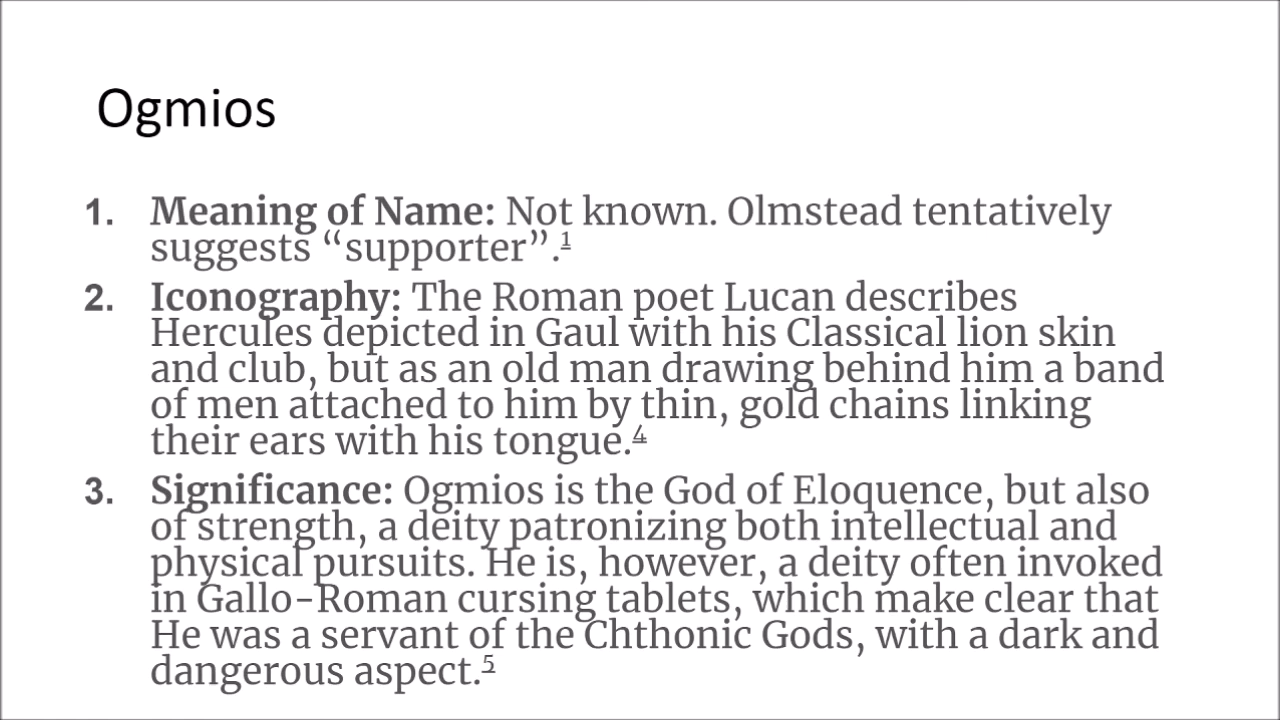 Ogmios
1. Meaning of Name: Not known. Olmstead tentatively
suggests “supporter”.1
2. Iconography: The Roman poet Lucan describes
Hercules depicted in Gaul with his Classical lion skin
and club, but as an old man drawing behind him a band
of men attached to him by thin, gold chains linking
their ears with his tongue.4
3. Significance: Ogmios is the God of Eloquence, but also
of strength, a deity patronizing both intellectual and
physical pursuits. He is, however, a deity often invoked
in Gallo-Roman cursing tablets, which make clear that
He was a servant of the Chthonic Gods, with a dark and
dangerous aspect.5